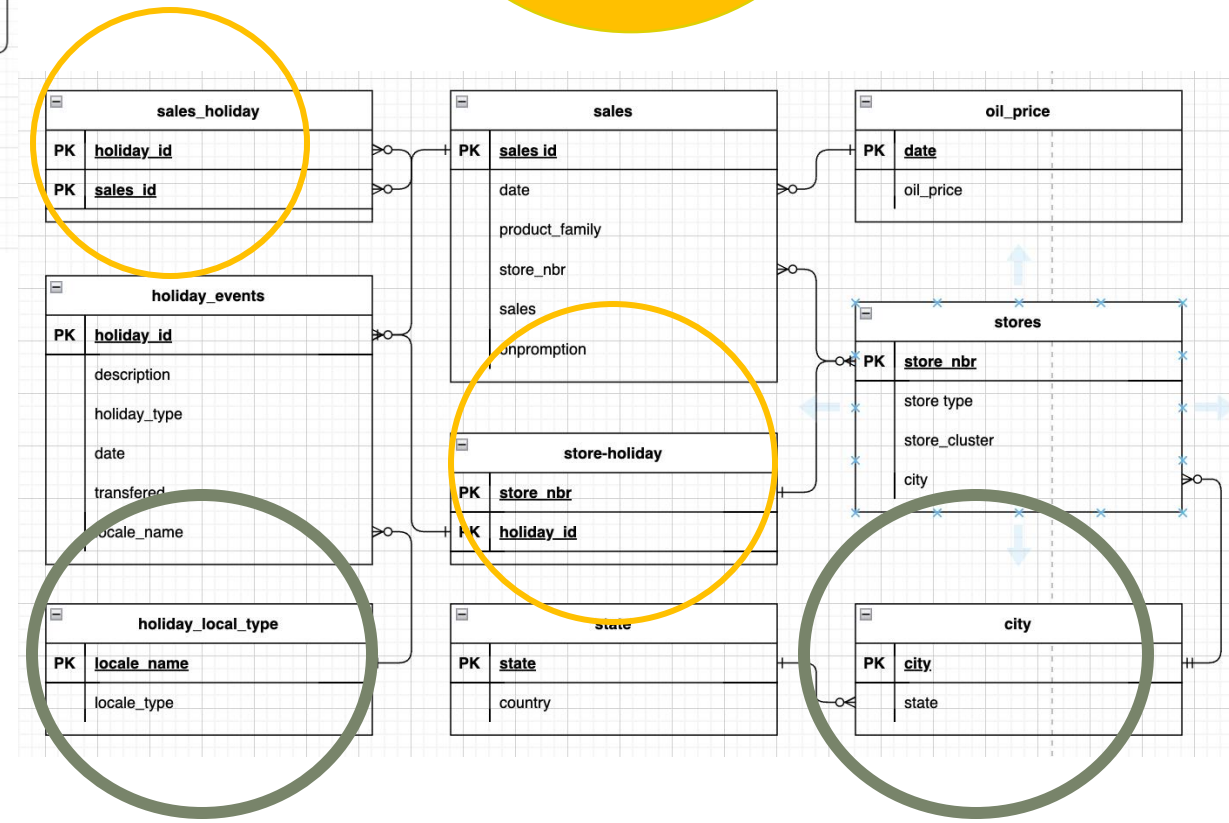 sales_holiday
PK holiday_id
PK sales_id
sales
PK sales id
date
product_family
store_nbr
sales
onpromption
oil_price
PK date
oil_price
holiday_events
PK holiday_id
description
holiday_type
date
transfered
locale_name
store-holiday
PK store_nbr
PK holiday_id
stores
PK store_nbr
store type
store_cluster
city
holiday_local_type
PK locale_name
locale_type
state
PK state
country
city
PK city
state